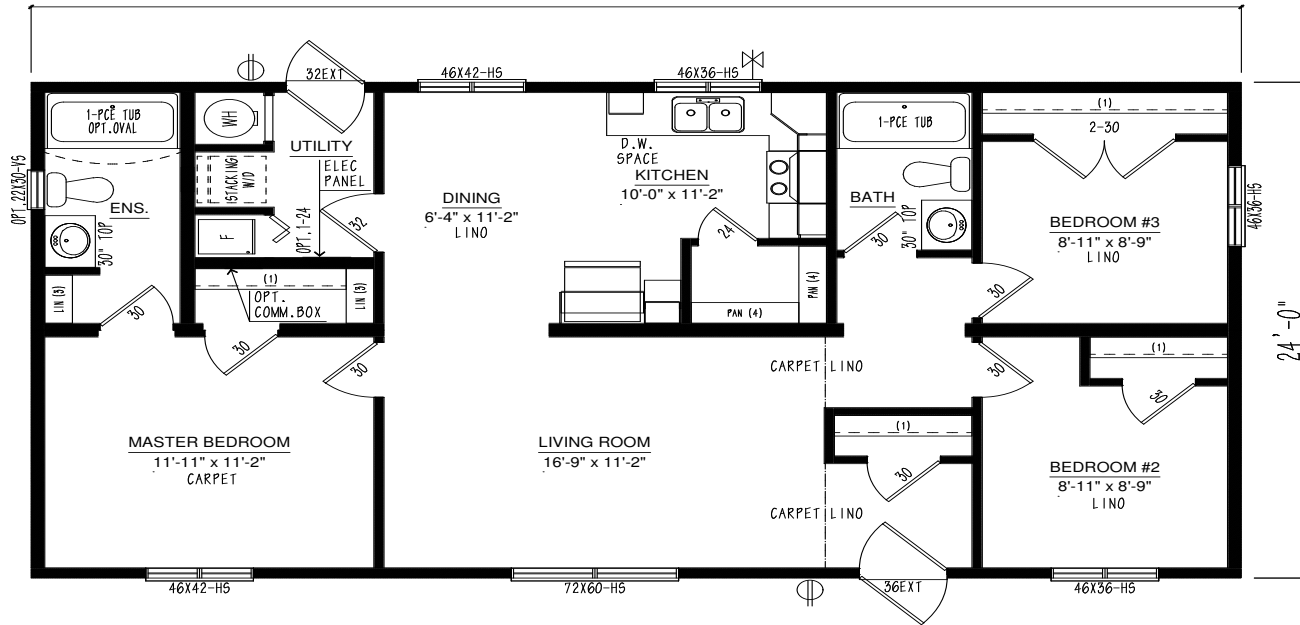 46X42-HS
46X36-HS
32EXT
1-PCE TUB
OPT.OVAL
WH
UTILITY
ELEC
PANEL
STACKING
W/D
OPT.1-24
F
32
OPT.22X30-VS
ENS.
30" TOP
LIN (3)
30
(1)
OPT.
COMM.BOX
LIN (3)
30
DINING
6'-4" x 11'-2"
LINO
D.W.
SPACE
KITCHEN
10'-0" x 11'-2"
24
PAN (4)
PAN (4)
1-PCE TUB
BATH
30" TOP
30
(1)
2-30
BEDROOM #3
8'-11" x 8'-9"
LINO
30
46X36-HS
24'-0"
MASTER BEDROOM
11'-11" x 11'-2"
CARPET
30
LIVING ROOM
16'-9" x 11'-2"
CARPET LINO
(1)
30
CARPET LINO
30
(1)
30"
BEDROOM #2
8'-11" x 8'-9"
LINO
46X42-HS
72X60-HS
36EXT
46X36-HS